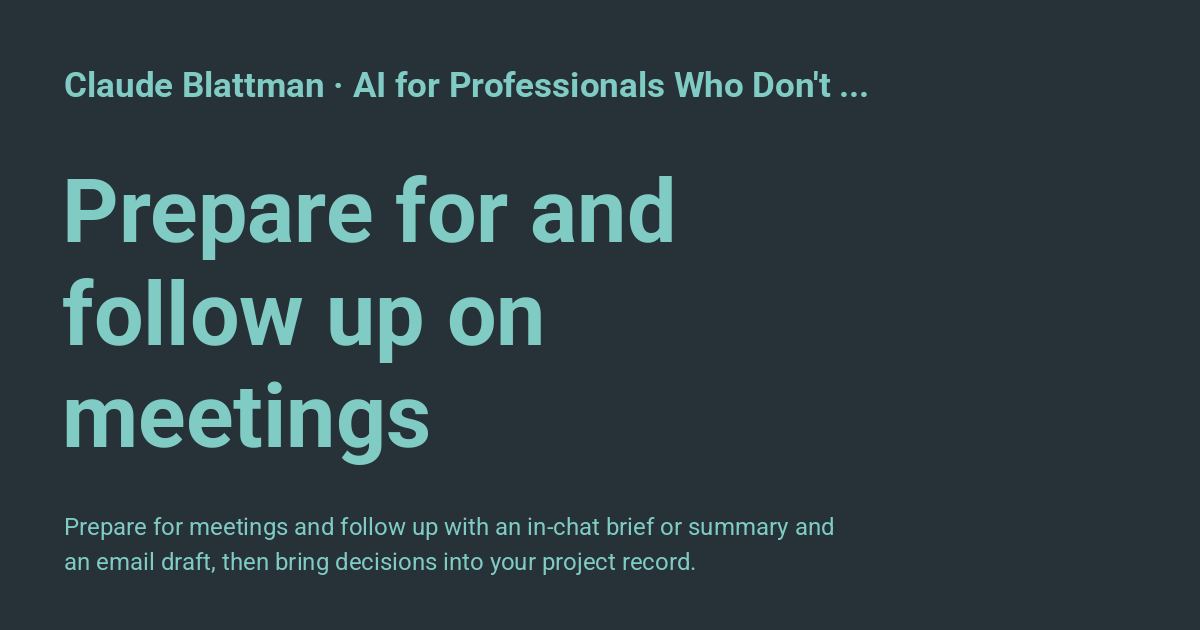 Claude Blattman · AI for Professionals Who Don't ...
Prepare for and
follow up on
meetings
Prepare for meetings and follow up with an in-chat brief or summary and
an email draft, then bring decisions into your project record.